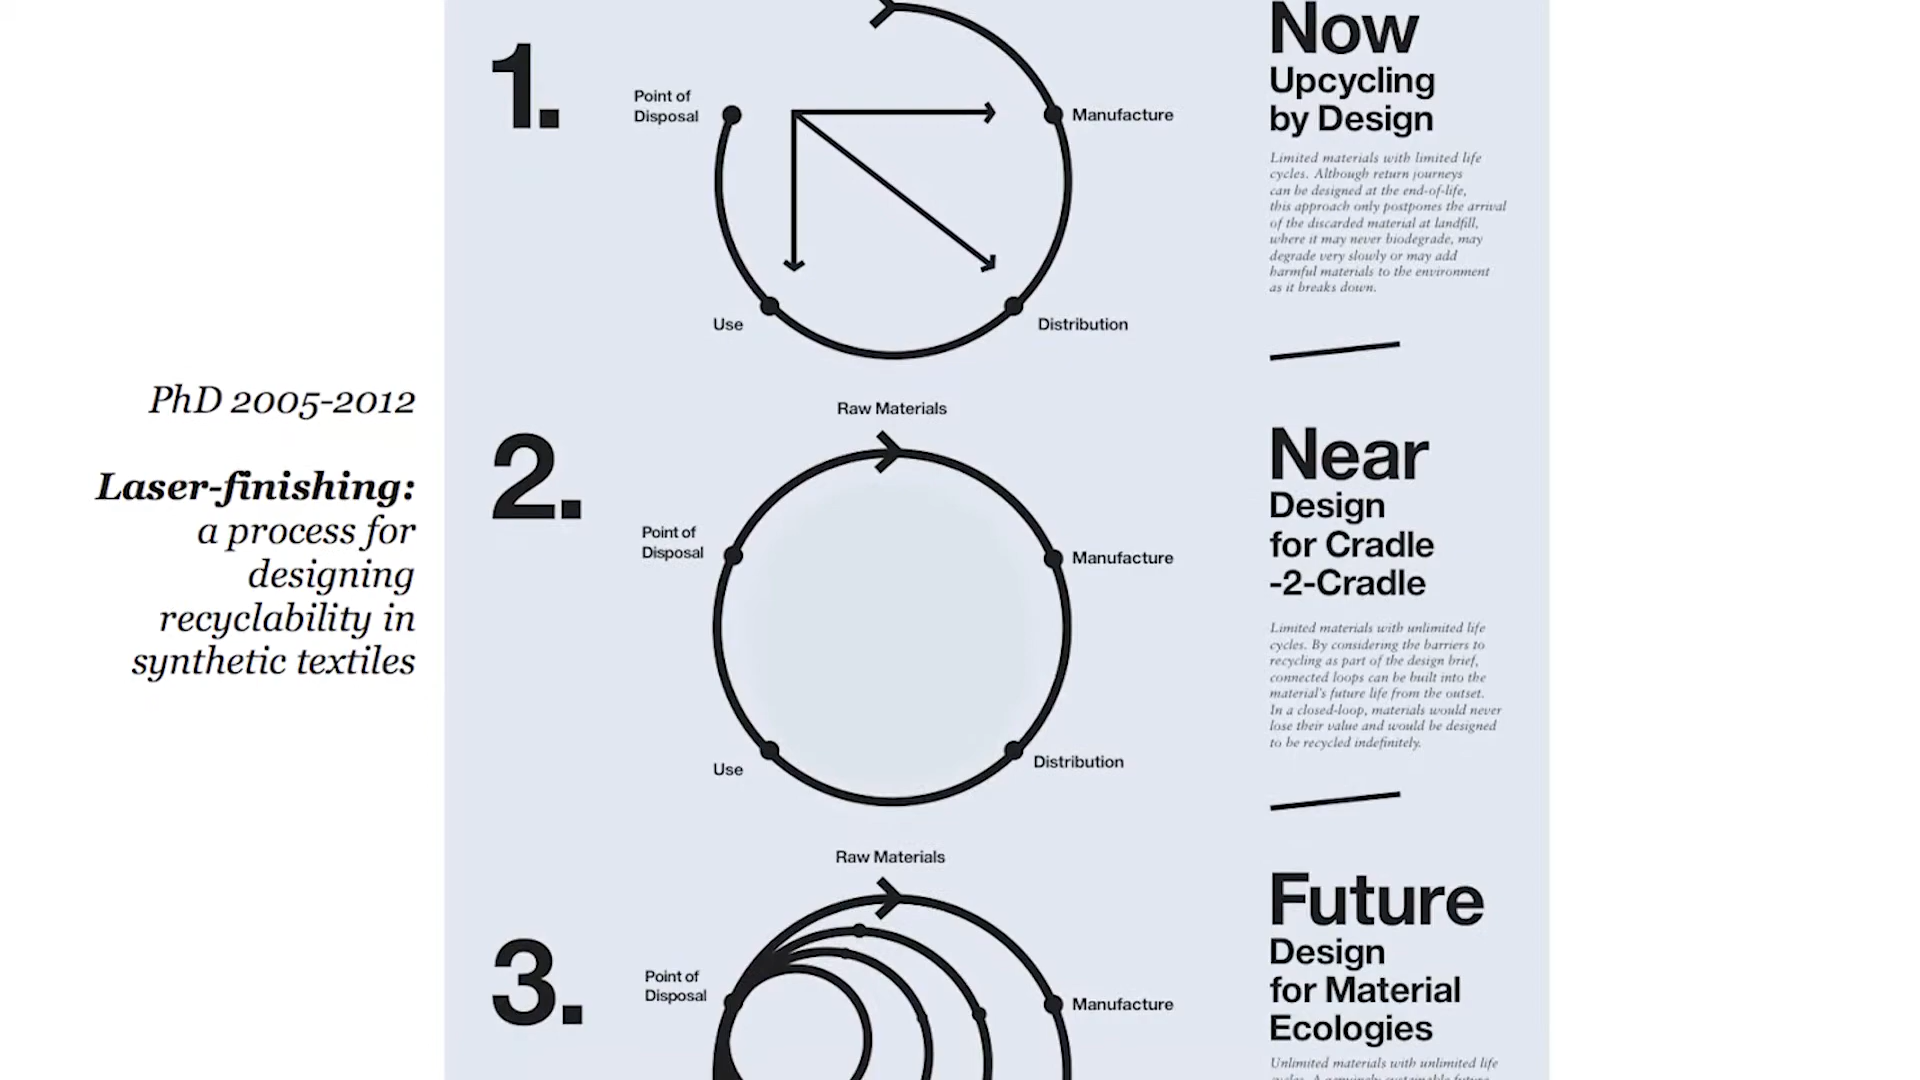 PhD 2005-2012
Laser-finishing:
a process for
designing
recyclability in
synthetic textiles
1.
Point of
Disposal
Manufacture
Use
Distribution
Now
Upcycling
by Design
Limited materials with limited life
cycles. Although return journeys
can be designed at the end-of-life,
this approach only postpones the arrival
of the discarded material at landfill,
where it may never biodegrade, may
degrade very slowly or may add
harmful materials to the environment
as it breaks down.
2.
Raw Materials
Point of
Disposal
Manufacture
Use
Distribution
Near
Design
for Cradle
-2-Cradle
Limited materials with unlimited life
cycles. By considering the barriers to
recycling as part of the design brief,
connected loops can be built into the
material's future life from the outset.
In a closed-loop, materials would never
lose their value and would be designed
to be recycled indefinitely.
3.
Raw Materials
Point of
Disposal
Manufacture
Future
Design
for Material
Ecologies
Unlimited materials with unlimited life